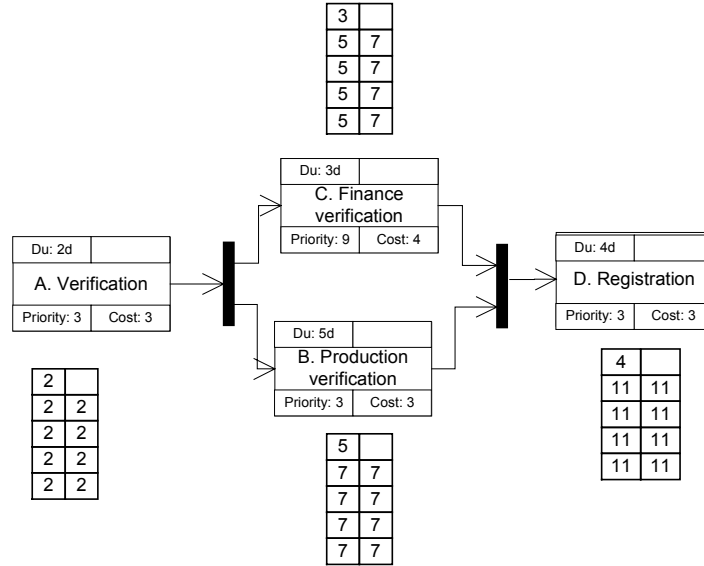 3
5 7
5 7
5 7
5 7
Du: 3d
C. Finance
verification
Priority: 9 Cost: 4
Du: 2d
A. Verification
Priority: 3 Cost: 3
Du: 4d
D. Registration
Priority: 3 Cost: 3
Du: 5d
B. Production
verification
Priority: 3 Cost: 3
2
2 2
2 2
2 2
2 2
4
11 11
11 11
11 11
11 11
5
7 7
7 7
7 7
7 7